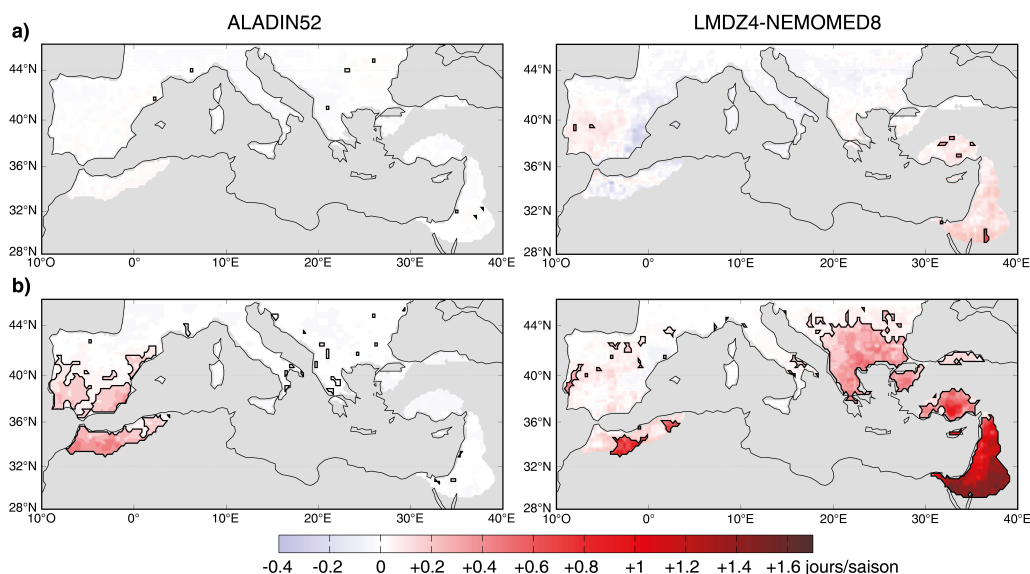 ALADIN52
LMDZ4-NEMOMED8
a)
44°N
40°N
36°N
32°N
28°N
10°O 0° 10°E 20°E 30°E 40°E
44°N
40°N
36°N
32°N
28°N
10°O 0° 10°E 20°E 30°E 40°E
b)
44°N
40°N
36°N
32°N
28°N
10°O 0° 10°E 20°E 30°E 40°E
44°N
40°N
36°N
32°N
28°N
10°O 0° 10°E 20°E 30°E 40°E
-0.4 -0.2 0 +0.2 +0.4 +0.6 +0.8 +1 +1.2 +1.4 +1.6 jours/saison